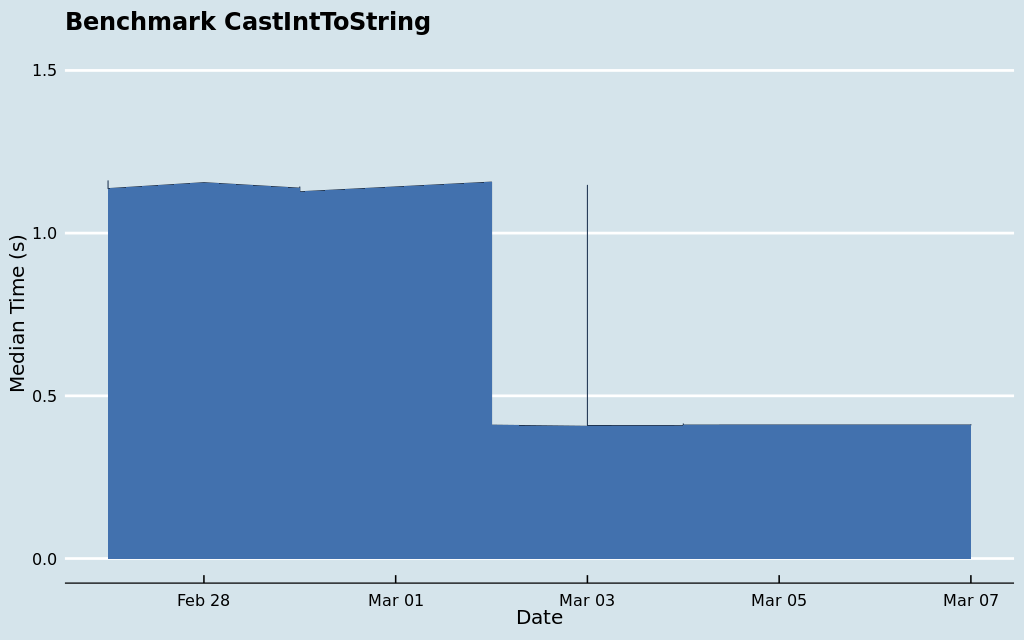 Benchmark CastIntToString
1.5
1.0
0.5
0.0
Median Time (s)
Feb 28
Mar 01
Mar 03
Mar 05
Mar 07
Date